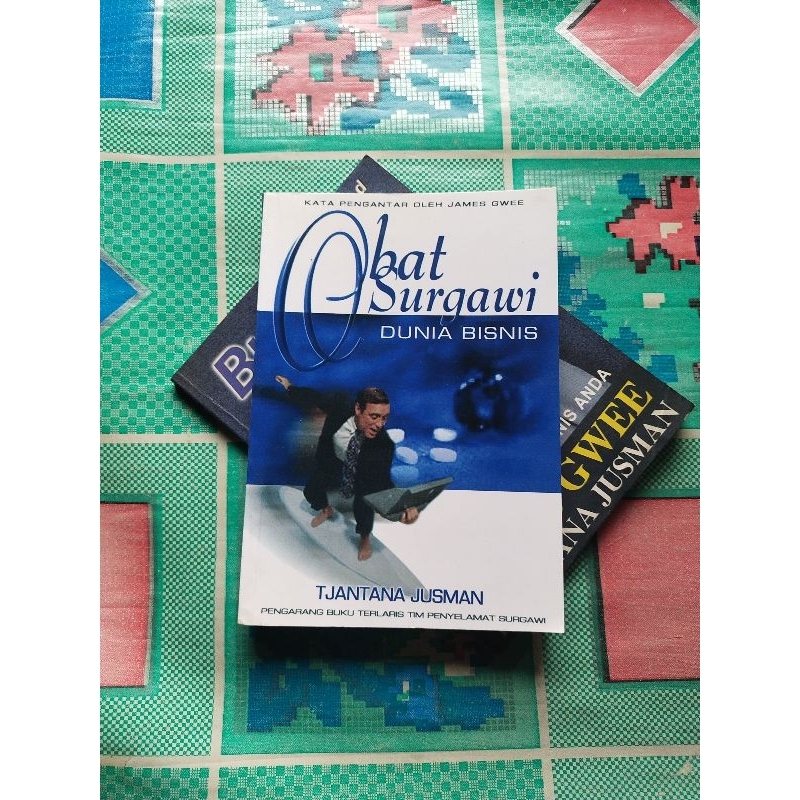 KATA PENGANTAR OLEH JAMES GWEE
Obat
Surgawi
DUNIA BISNIS
TJANTANA JUSMAN
PENGARANG BUKU TERLARIS TIM PENYELAMAT SURGAWI
NIS ANDA
GWEE
ANA JUSMAN